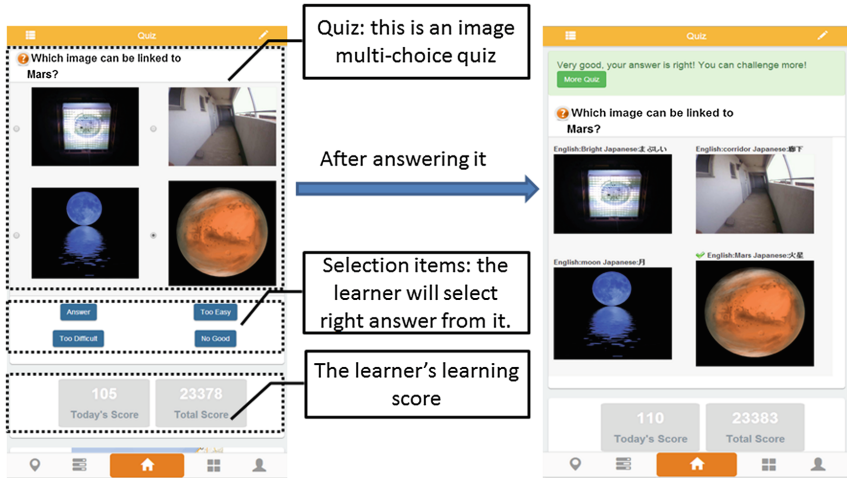 Quiz
Which image can be linked to
Mars?
Answer
Too Easy
Too Difficult
No Good
105
Today's Score
23378
Total Score
Quiz: this is an image
multi-choice quiz
After answering it
Selection items: the
learner will select
right answer from it.
The learner's learning
score
Quiz
Very good, your answer is right! You can challenge more!
More Quiz
Which image can be linked to
Mars?
English:Bright Japanese:まぶしい
English:corridor Japanese:廊下
English:moon Japanese:月
English:Mars Japanese:火星
110
Today's Score
23383
Total Score